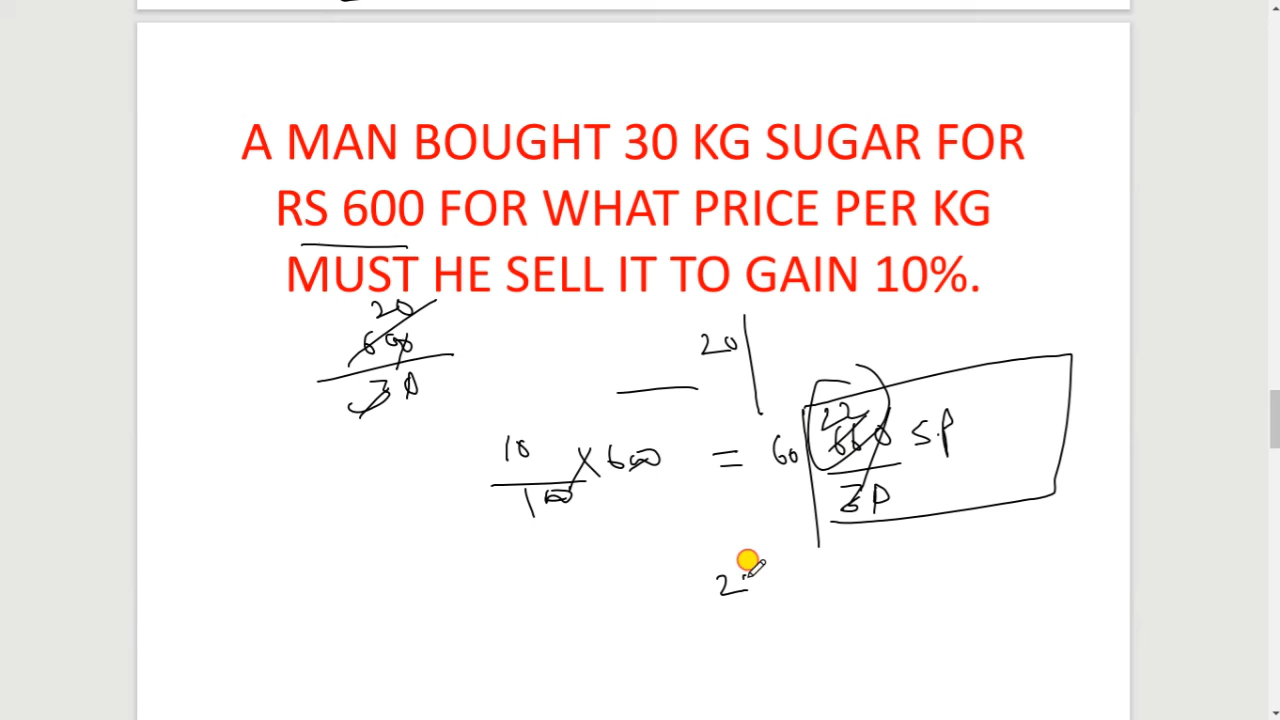 A MAN BOUGHT 30 KG SUGAR FOR
RS 600 FOR WHAT PRICE PER KG
MUST HE SELL IT TO GAIN 10%.
20
600
30
20
10
100
×600 = 60
22
660 S.P
30
2